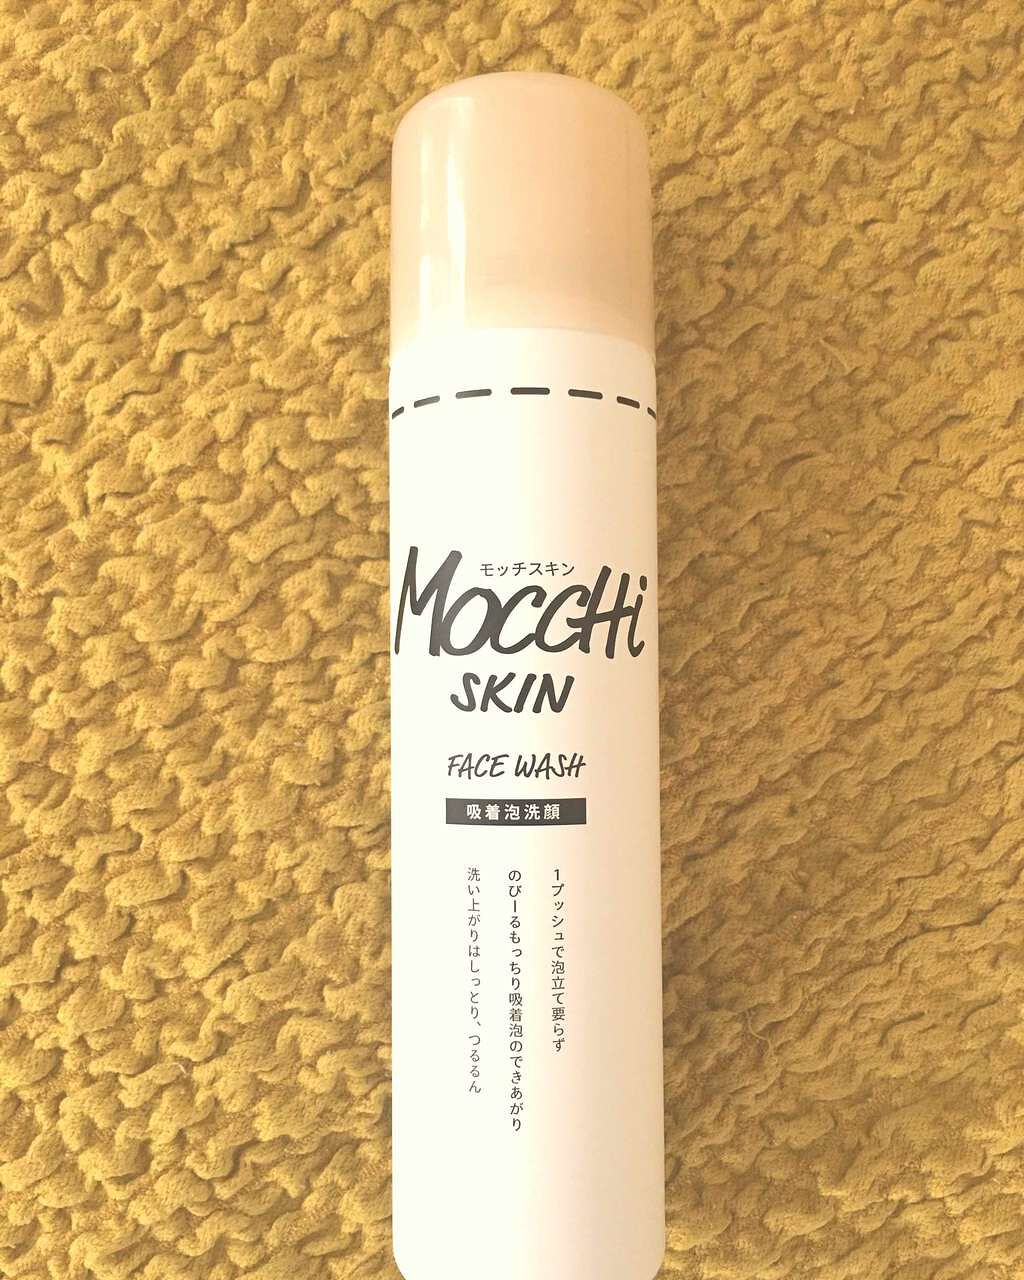 モッチスキン
MOCCHi
SKIN
FACE WASH
吸着泡洗顔
1プッシュで泡立て要らず
のびーるもっちり吸着泡のできあがり
洗い上がりはしっとり、つるるん